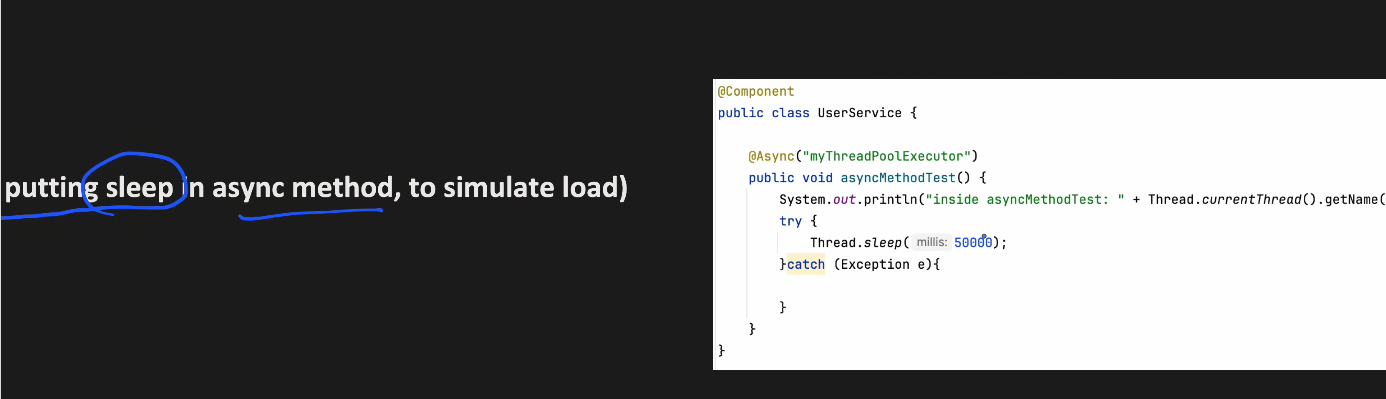 putting sleep in async method, to simulate load)
@Component
public class UserService {
@Async("myThreadPoolExecutor")
public void asyncMethodTest() {
System.out.println("inside asyncMethodTest: " + Thread.currentThread().getName(
try {
Thread.sleep( millis: 50000);
}catch (Exception e){
}
}
}